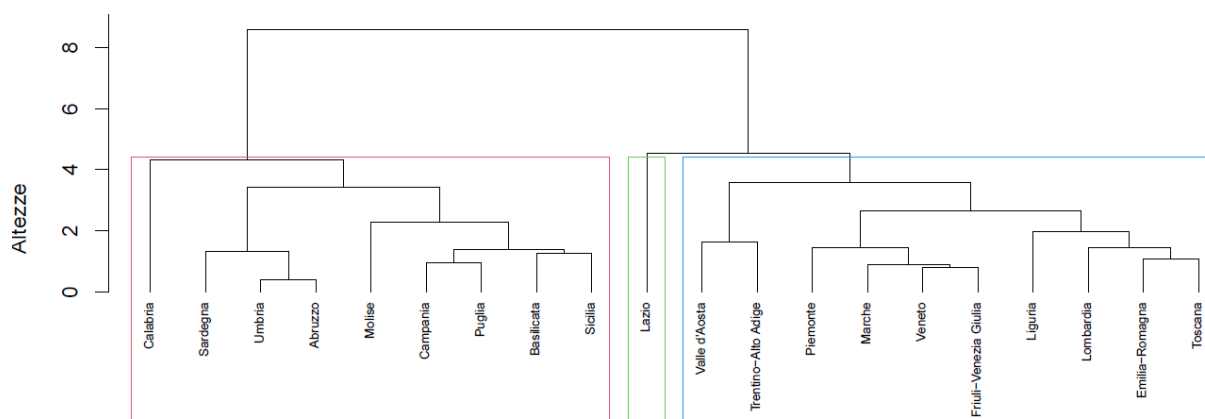 Altezze
8
6
4
2
0
Calabria
Sardegna
Umbria
Abruzzo
Molise
Campania
Puglia
Basilicata
Sicilia
Lazio
Valle d'Aosta
Trentino−Alto Adige
Piemonte
Marche
Veneto
Friuli−Venezia Giulia
Liguria
Lombardia
Emilia−Romagna
Toscana